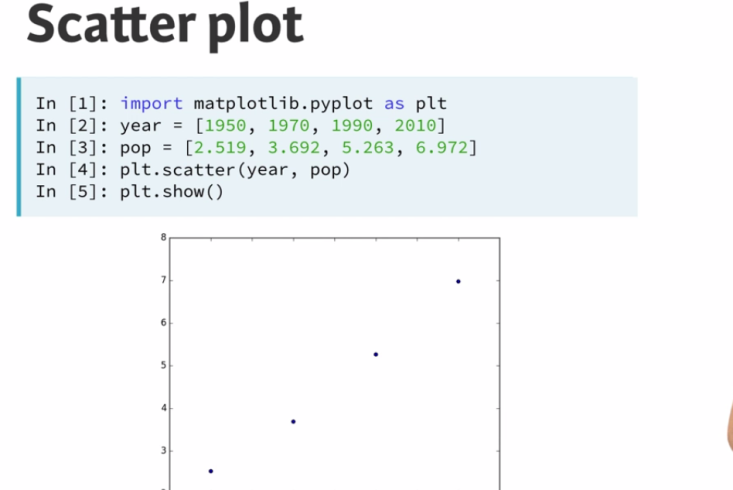 Scatter plot
In [1]: import matplotlib.pyplot as plt
In [2]: year = [1950, 1970, 1990, 2010]
In [3]: pop = [2.519, 3.692, 5.263, 6.972]
In [4]: plt.scatter(year, pop)
In [5]: plt.show()
8
7
6
5
4
3